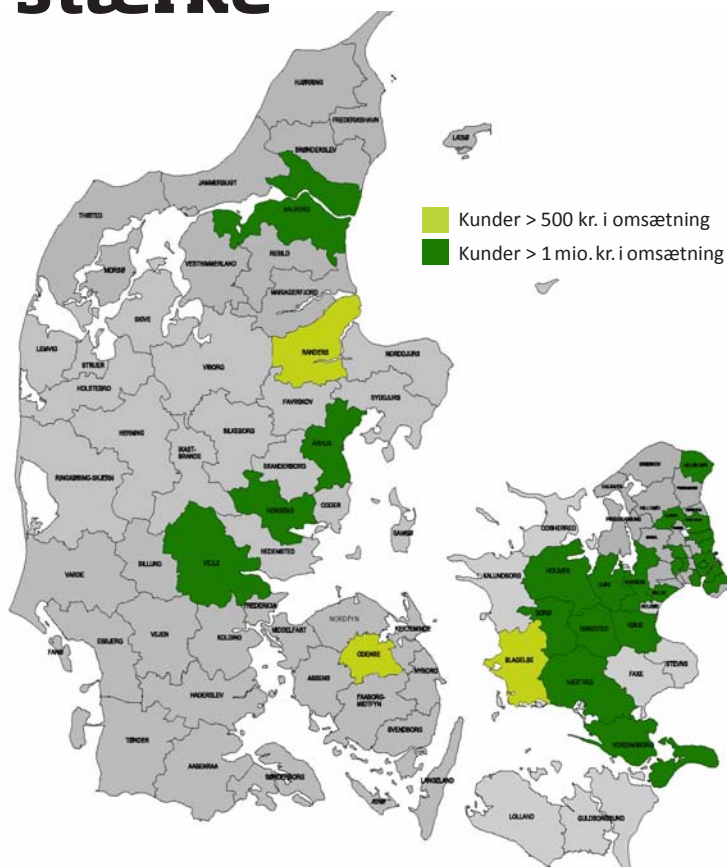 stærke
Kunder > 500 kr. i omsætning
Kunder > 1 mio. kr. i omsætning
HJØRRING
FREDERIKSHAVN
LÆSØ
BRØNDERSLEV
JAMMERBUGT
THISTED
AALBORG
VESTHIMMERLAND
REBILD
MORSØ
MARIAGERFJORD
SKIVE
LEMVIG
STRUER
RANDERS
NORDDJURS
VIBORG
HOLSTEBRO
FAVRSKOV
SYDDJURS
HERNING
SILKEBORG
ÅRHUS
IKAST-
BRANDE
SKANDERBORG
RINGKØBING-SKJERN
HORSENS
ODDER
SAMSØ
HEDENSTED
VEJLE
BILLUND
VARDE
FREDERICIA
ODSHERRED
KALUNDBORG
HOLBÆK
LEJRE
SORØ
RINGSTED
KØGE
SLAGELSE
NÆSTVED
FAXE
STEVNS
VORDINGBORG
LOLLAND
GULDBORGSUND
NORDFYN
KERTEMINDE
MIDDELFART
ODENSE
NYBORG
ASSENS
FAABORG-
MIDTFYN
SVENDBORG
LANGELAND
ÆRØ
FANØ
ESBJERG
VEJEN
KOLDING
HADERSLEV
TØNDER
AABENRAA
SØNDERBORG